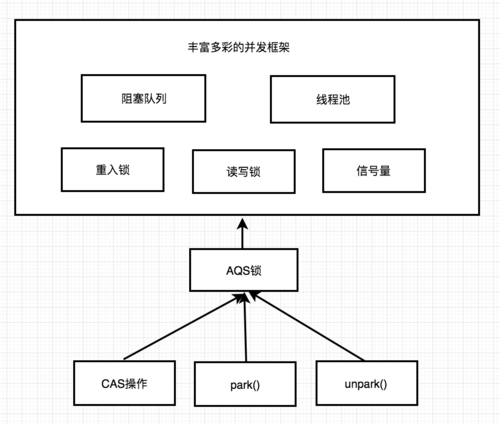 丰富多彩的并发框架
阻塞队列
线程池
重入锁
读写锁
信号量
AQS锁
CAS操作
park()
unpark()